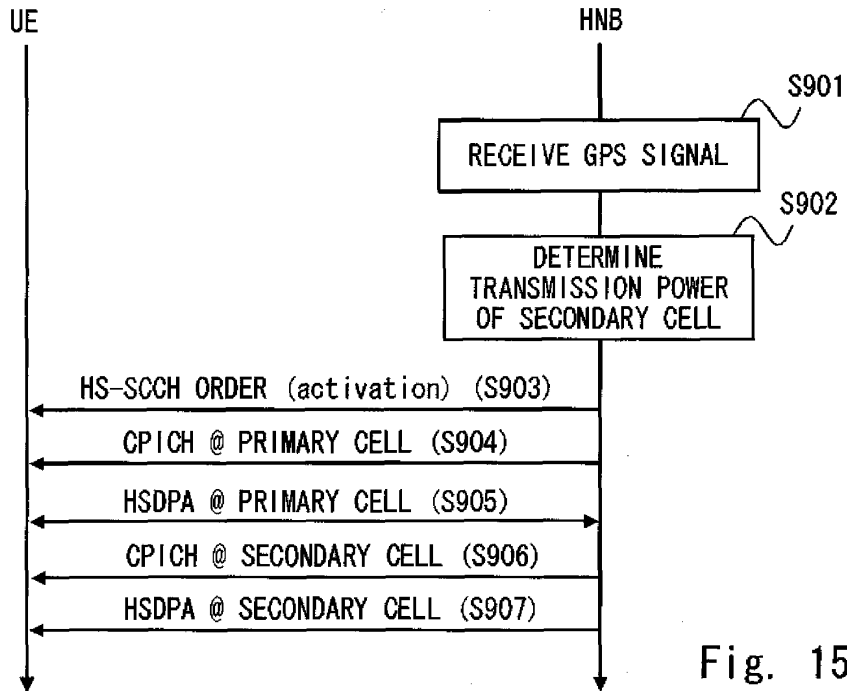 UE
HNB
S901
RECEIVE GPS SIGNAL
S902
DETERMINE
TRANSMISSION POWER
OF SECONDARY CELL
HS-SCCH ORDER (activation) (S903)
CPICH @ PRIMARY CELL (S904)
HSDPA @ PRIMARY CELL (S905)
CPICH @ SECONDARY CELL (S906)
HSDPA @ SECONDARY CELL (S907)
Fig. 15